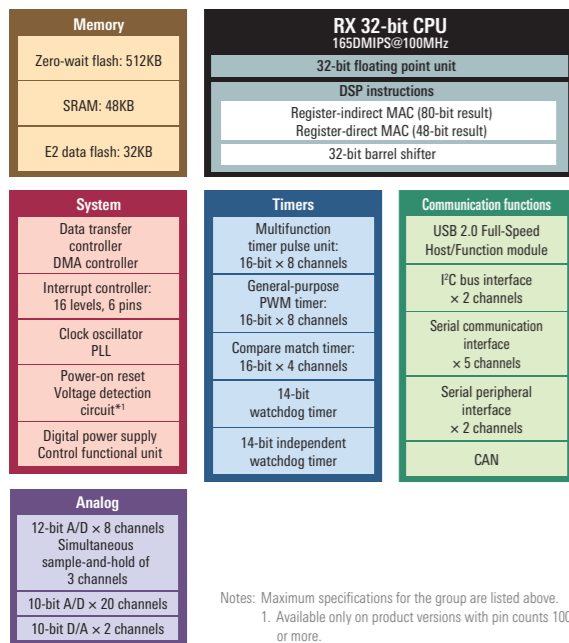 Memory
Zero-wait flash: 512KB
SRAM: 48KB
E2 data flash: 32KB
RX 32-bit CPU
165DMIPS@100MHz
32-bit floating point unit
DSP instructions
Register-indirect MAC (80-bit result)
Register-direct MAC (48-bit result)
32-bit barrel shifter
System
Data transfer
controller
DMA controller
Interrupt controller:
16 levels, 6 pins
Clock oscillator
PLL
Power-on reset
Voltage detection
circuit*1
Digital power supply
Control functional unit
Timers
Multifunction
timer pulse unit:
16-bit × 8 channels
General-purpose
PWM timer:
16-bit × 8 channels
Compare match timer:
16-bit × 4 channels
14-bit
watchdog timer
14-bit independent
watchdog timer
Communication functions
USB 2.0 Full-Speed
Host/Function module
I²C bus interface
× 2 channels
Serial communication
interface
× 5 channels
Serial peripheral
interface
× 2 channels
CAN
Analog
12-bit A/D × 8 channels
Simultaneous
sample-and-hold of
3 channels
10-bit A/D × 20 channels
10-bit D/A × 2 channels
Notes: Maximum specifications for the group are listed above.
1. Available only on product versions with pin counts 100
or more.